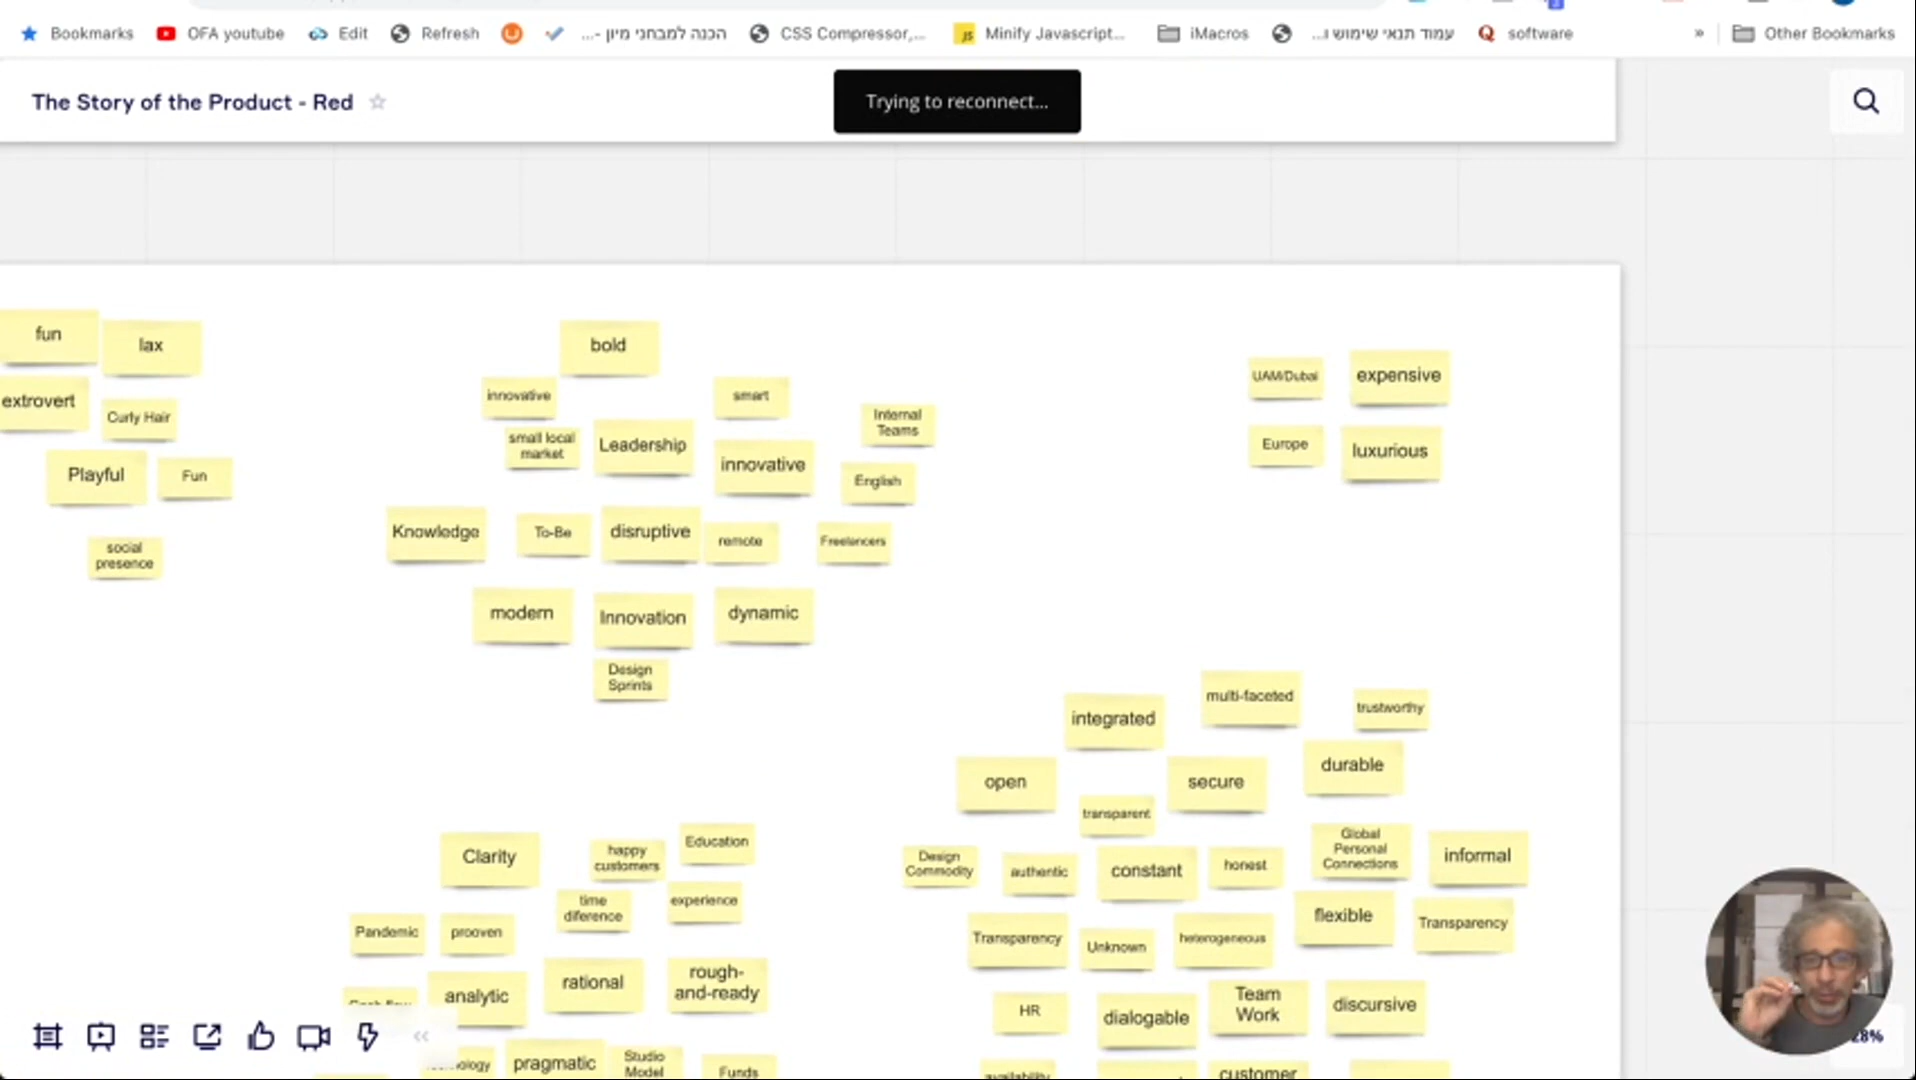 Bookmarks
OFA youtube
Edit
Refresh
הכנה למבחני מיון -...
CSS Compressor,...
JS
Minify Javascript...
iMacros
עמוד תנאי שימוש ו...
software
»
Other Bookmarks
The Story of the Product - Red
Trying to reconnect...
fun
lax
extrovert
Curly Hair
Playful
Fun
social
presence
bold
innovative
smart
small local
market
Leadership
innovative
Internal
Teams
English
Knowledge
To-Be
disruptive
remote
Freelancers
modern
Innovation
dynamic
Design
Sprints
UAM/Dubai
expensive
Europe
luxurious
integrated
multi-faceted
trustworthy
open
secure
durable
transparent
Design
Commodity
authentic
constant
honest
Global
Personal
Connections
informal
Transparency
Unknown
heterogeneous
flexible
Transparency
HR
dialogable
Team
Work
discursive
availability
customer
Clarity
happy
customers
Education
time
diference
experience
Pandemic
prooven
analytic
rational
rough-
and-ready
pragmatic
Studio
Model
Funds
28%